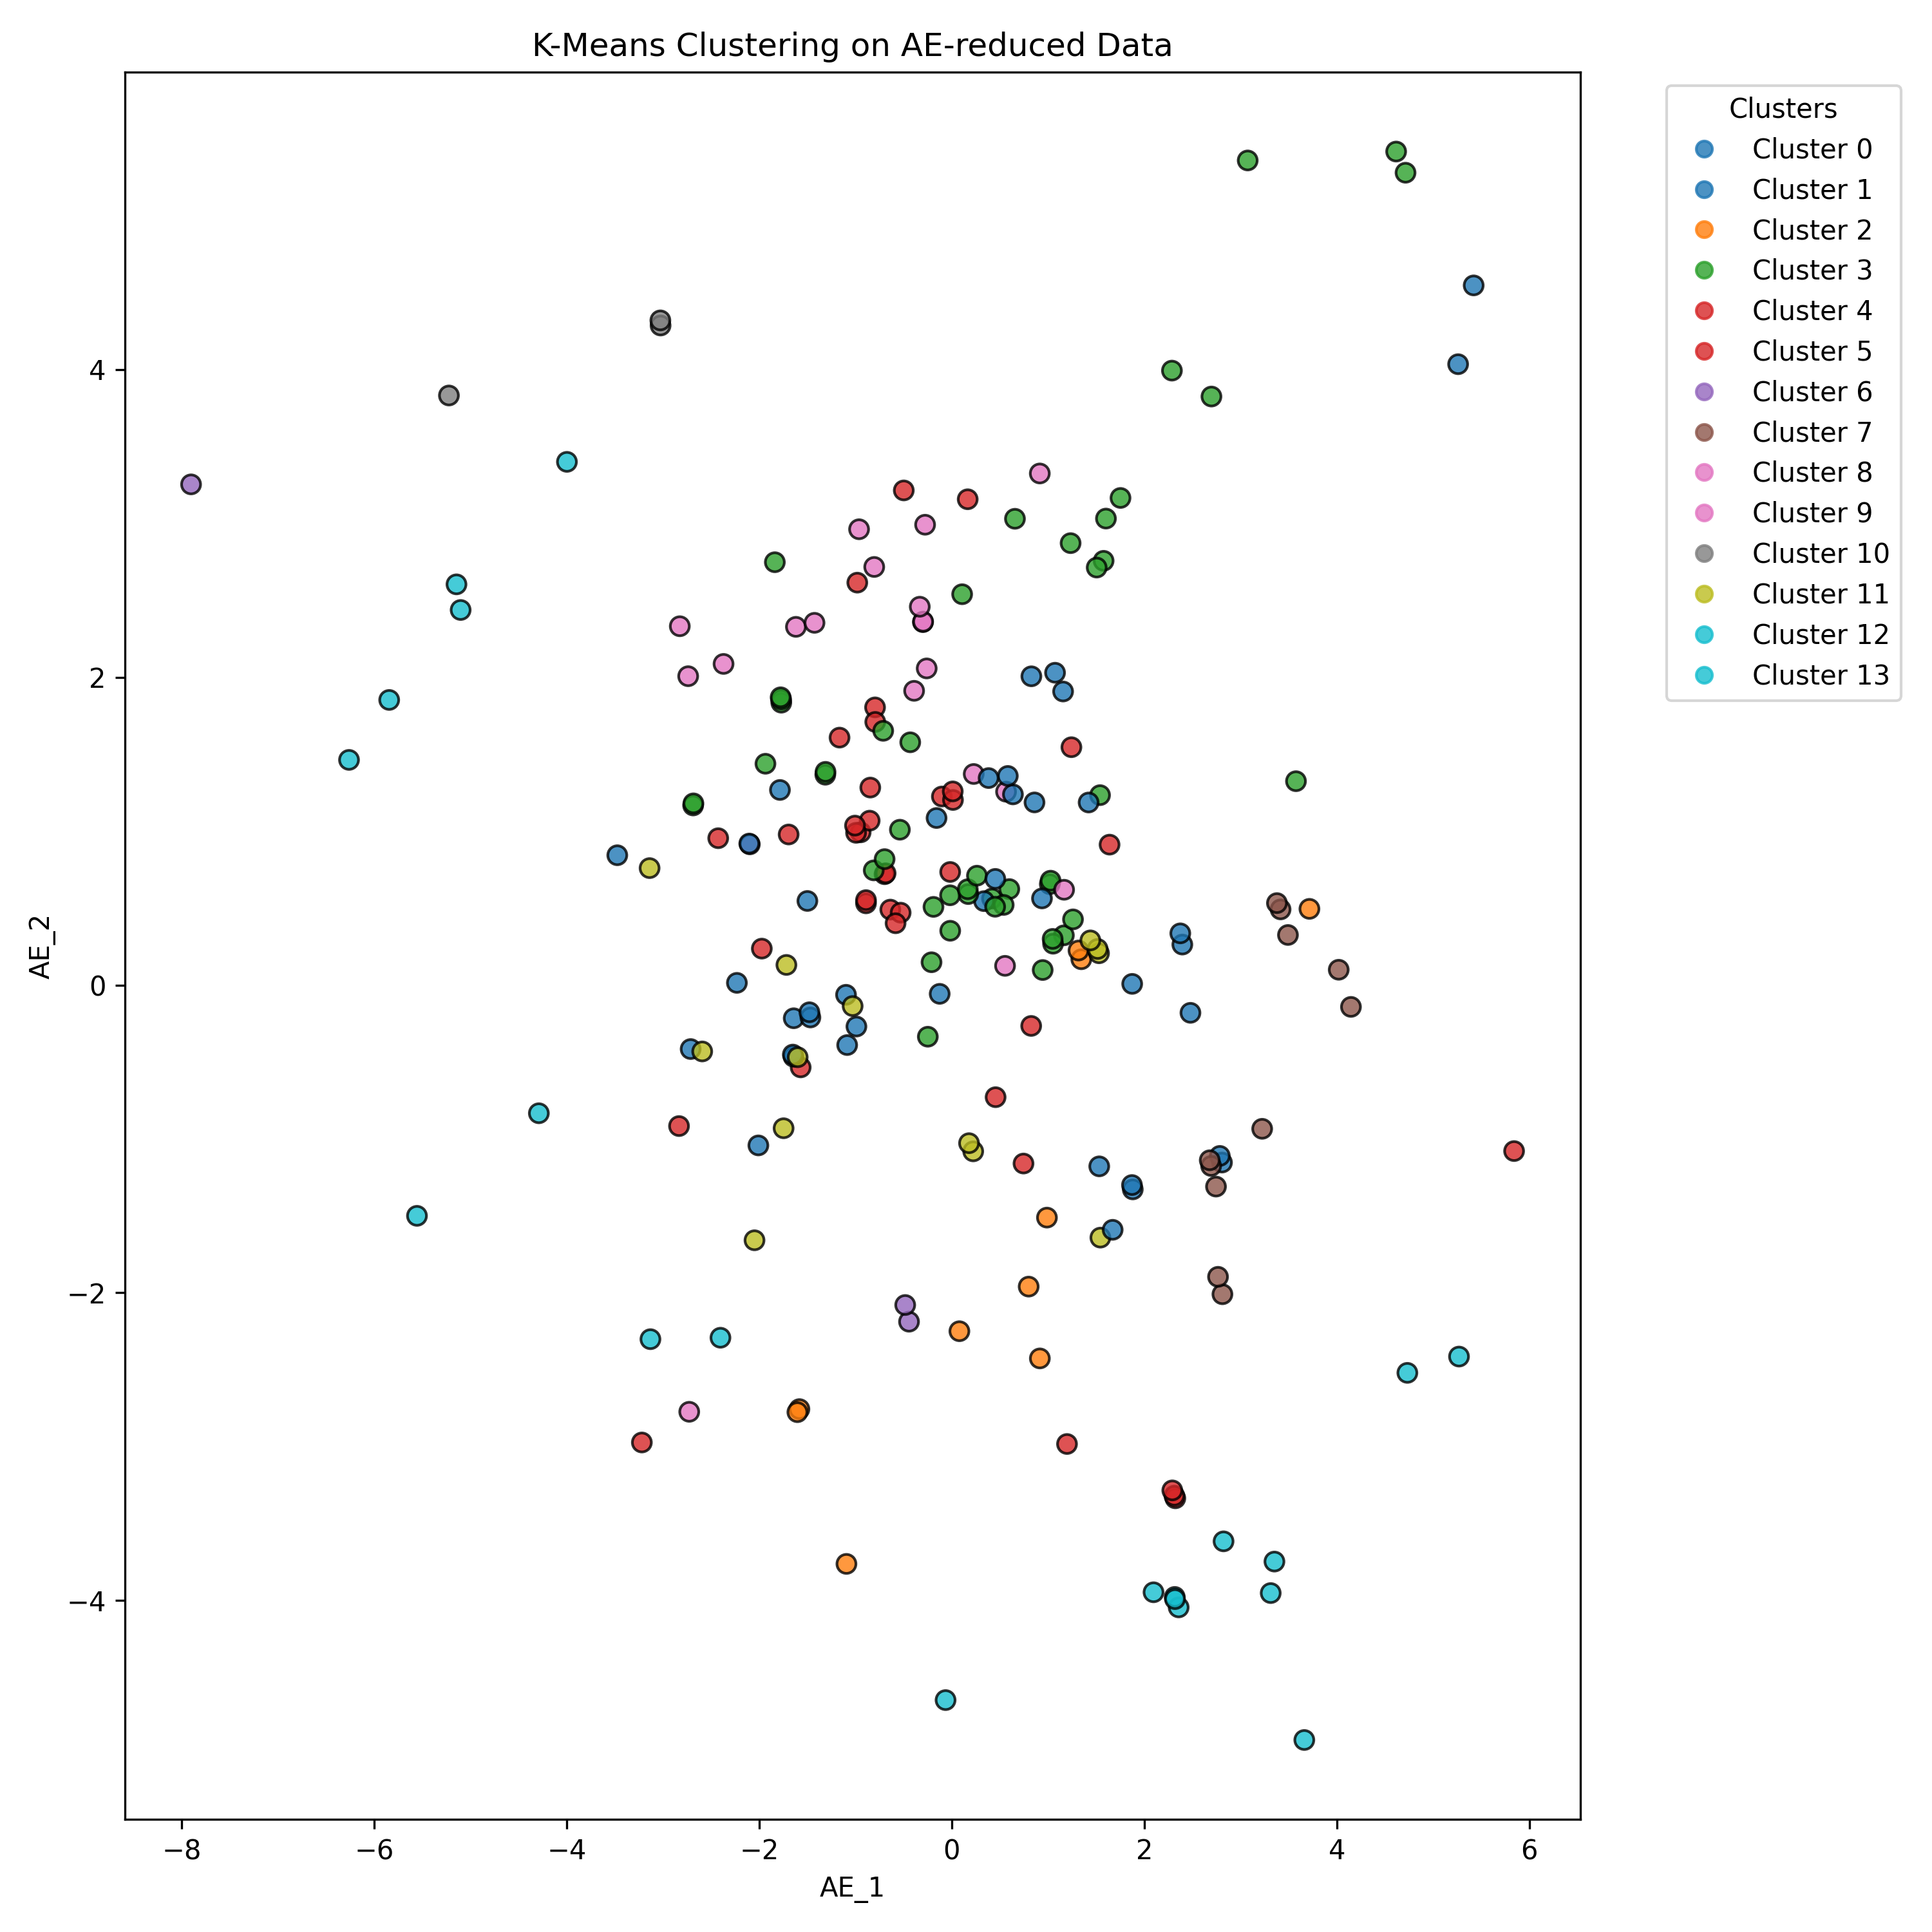 K-Means Clustering on AE-reduced Data
Clusters
Cluster 0
Cluster 1
Cluster 2
Cluster 3
Cluster 4
Cluster 5
Cluster 6
Cluster 7
Cluster 8
Cluster 9
Cluster 10
Cluster 11
Cluster 12
Cluster 13
AE_2
4
2
0
−2
−4
−8
−6
−4
−2
0
2
4
6
AE_1